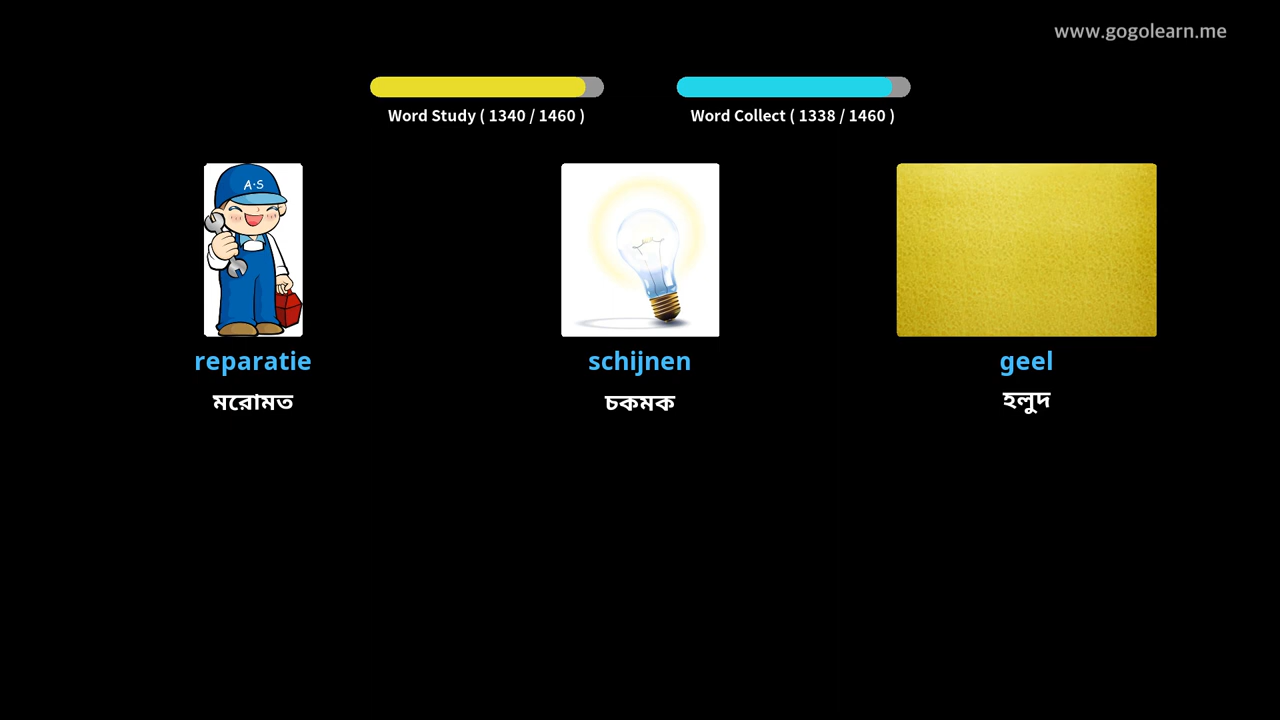 www.gogolearn.me
Word Study ( 1340 / 1460 )
Word Collect ( 1338 / 1460 )
A·S
reparatie
schijnen
geel
মেরামত
চকমক
হলুদ